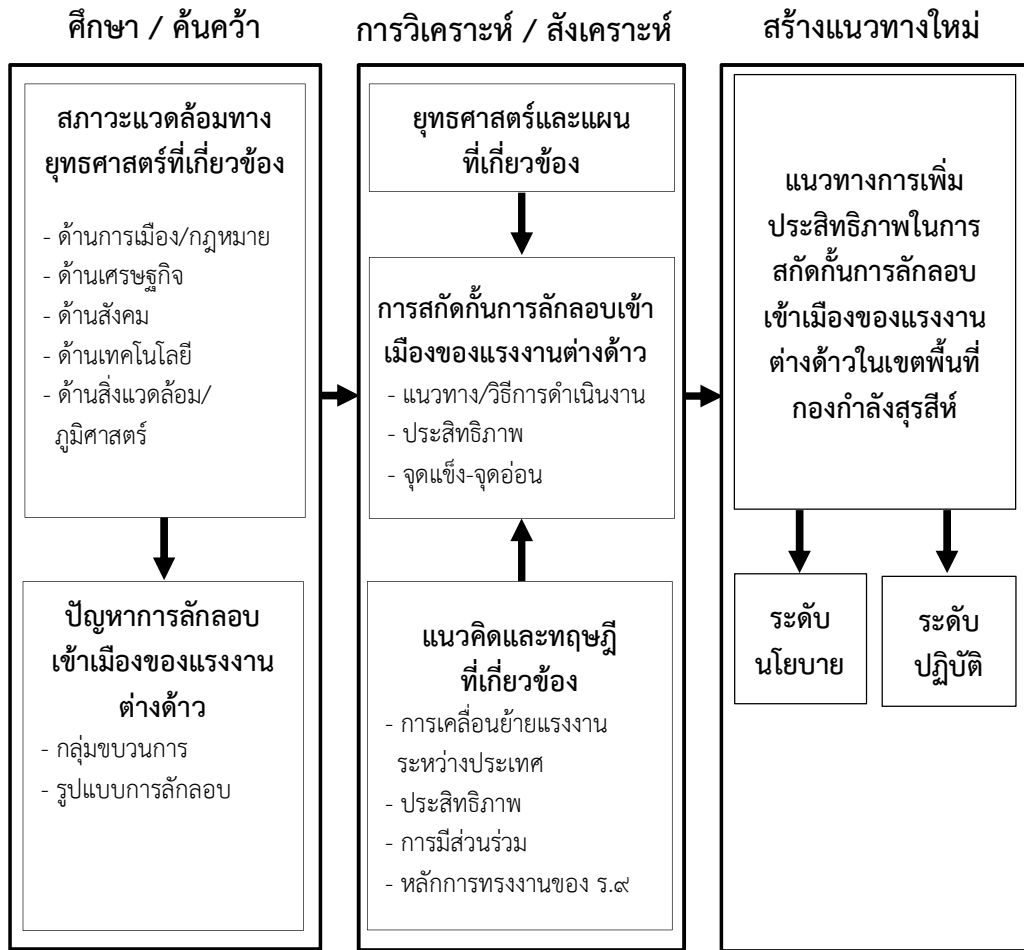 ศึกษา / ค้นคว้า
สภาวะแวดล้อมทาง
ยุทธศาสตร์ที่เกี่ยวข้อง
- ด้านการเมือง/กฎหมาย
- ด้านเศรษฐกิจ
- ด้านสังคม
- ด้านเทคโนโลยี
- ด้านสิ่งแวดล้อม/
ภูมิศาสตร์
ปัญหาการลักลอบ
เข้าเมืองของแรงงาน
ต่างด้าว
- กลุ่มขบวนการ
- รูปแบบการลักลอบ
การวิเคราะห์ / สังเคราะห์
ยุทธศาสตร์และแผน
ที่เกี่ยวข้อง
การสกัดกั้นการลักลอบเข้า
เมืองของแรงงานต่างด้าว
- แนวทาง/วิธีการดำเนินงาน
- ประสิทธิภาพ
- จุดแข็ง-จุดอ่อน
แนวคิดและทฤษฎี
ที่เกี่ยวข้อง
- การเคลื่อนย้ายแรงงาน
ระหว่างประเทศ
- ประสิทธิภาพ
- การมีส่วนร่วม
- หลักการทรงงานของ ร.๙
สร้างแนวทางใหม่
แนวทางการเพิ่ม
ประสิทธิภาพในการ
สกัดกั้นการลักลอบ
เข้าเมืองของแรงงาน
ต่างด้าวในเขตพื้นที่
กองกำลังสุรสีห์
ระดับ
นโยบาย
ระดับ
ปฏิบัติ